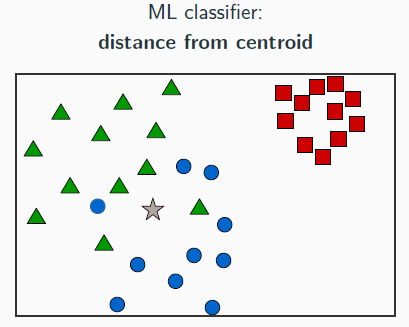 ML classifier:
distance from centroid